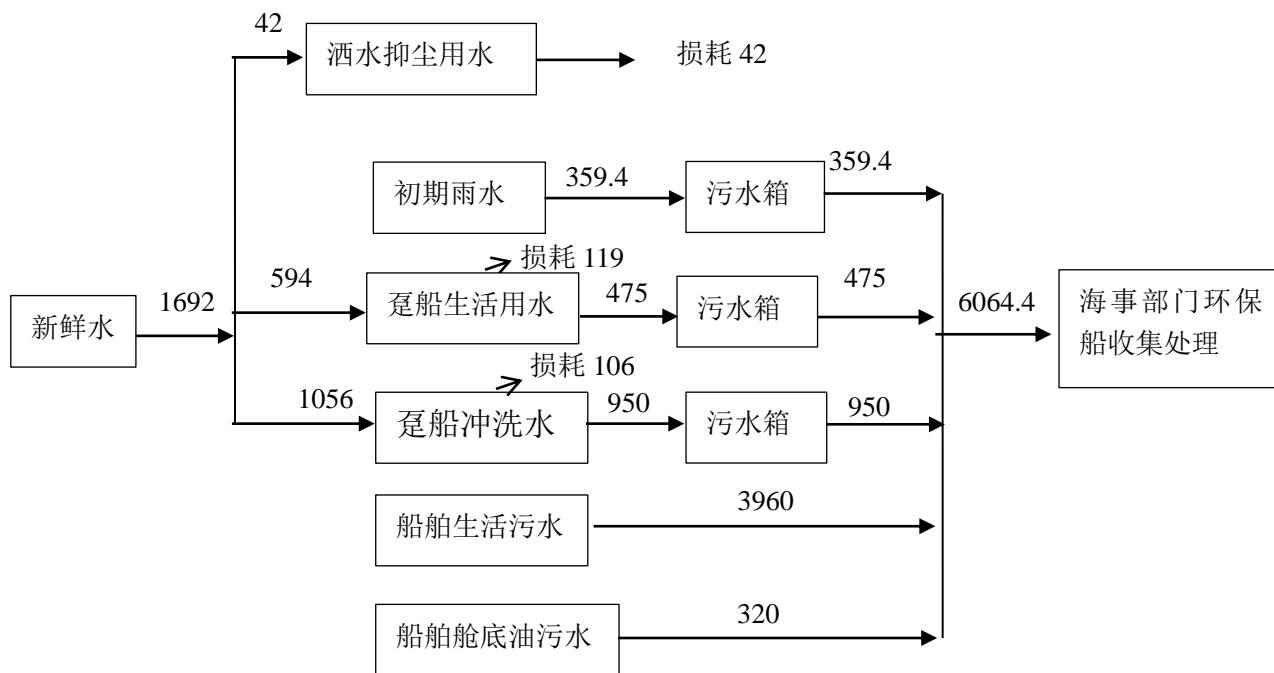 42
洒水抑尘用水
损耗 42
初期雨水
359.4
污水箱
359.4
损耗 119
594
趸船生活用水
475
污水箱
475
新鲜水
1692
6064.4
海事部门环保
船收集处理
损耗 106
1056
趸船冲洗水
950
污水箱
950
船舶生活污水
3960
船舶舱底油污水
320